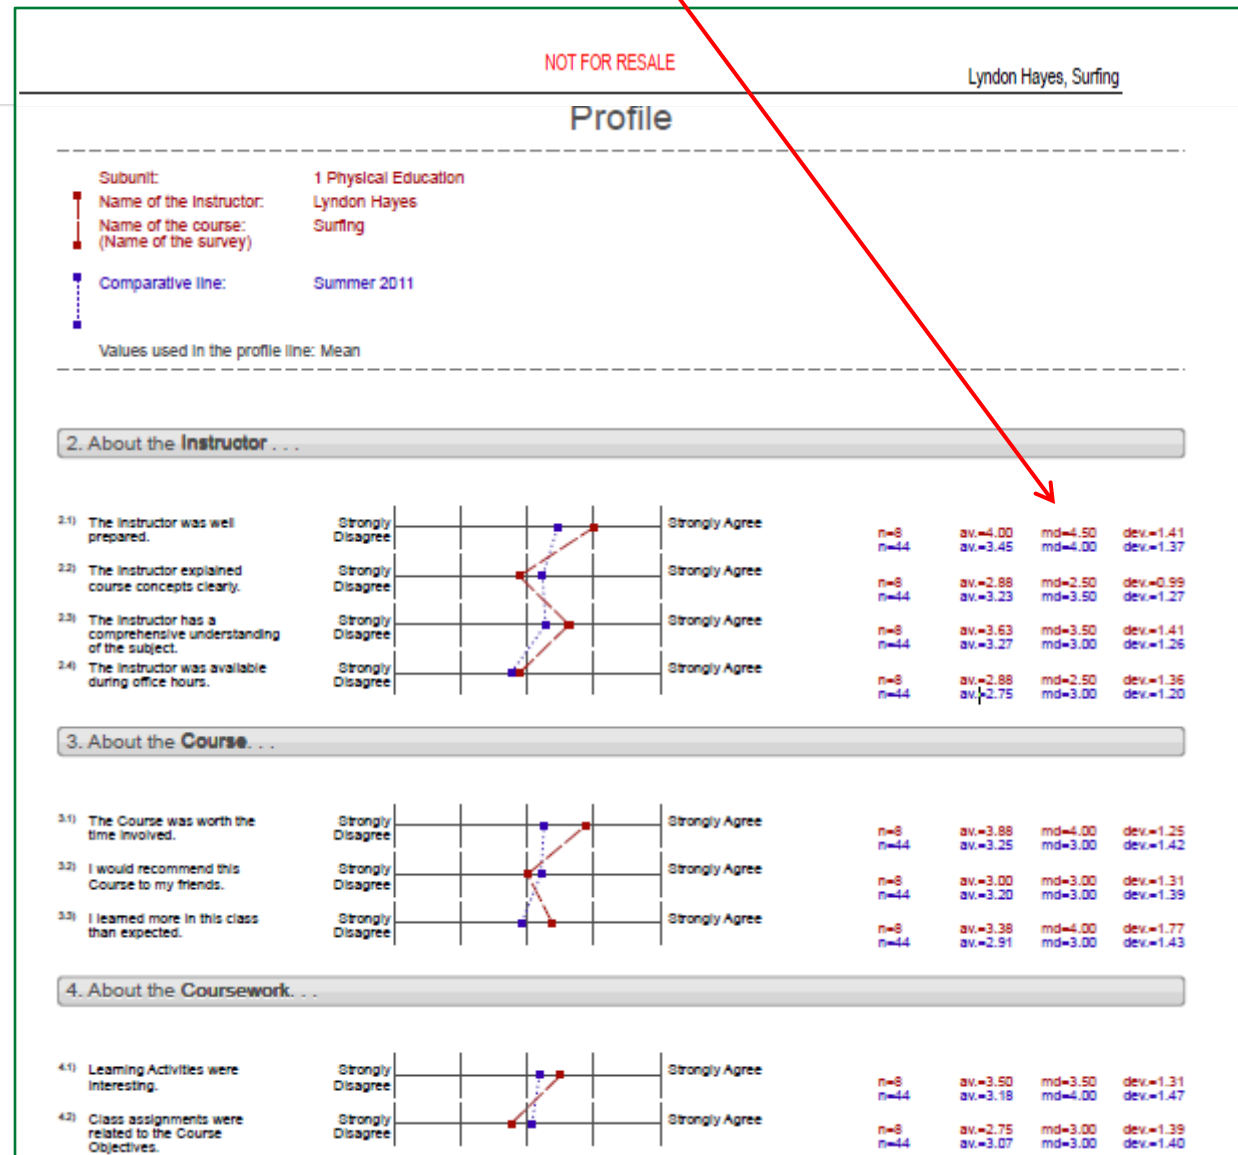 NOT FOR RESALE
Lyndon Hayes, Surfing
Profile
Subunit: 1 Physical Education
Name of the Instructor: Lyndon Hayes
Name of the course: Surfing
(Name of the survey)
Comparative line: Summer 2011
Values used in the profile line: Mean
2. About the Instructor . . .
2.1) The Instructor was well prepared. Strongly Disagree Strongly Agree
n=8 av.=4.00 md=4.50 dev.=1.41
n=44 av.=3.45 md=4.00 dev.=1.37
2.2) The Instructor explained course concepts clearly. Strongly Disagree Strongly Agree
n=8 av.=2.88 md=2.50 dev.=0.99
n=44 av.=3.23 md=3.50 dev.=1.27
2.3) The Instructor has a comprehensive understanding of the subject. Strongly Disagree Strongly Agree
n=8 av.=3.63 md=3.50 dev.=1.41
n=44 av.=3.27 md=3.00 dev.=1.26
2.4) The Instructor was available during office hours. Strongly Disagree Strongly Agree
n=8 av.=2.88 md=2.50 dev.=1.36
n=44 av.=2.75 md=3.00 dev.=1.20
3. About the Course. . .
3.1) The Course was worth the time involved. Strongly Disagree Strongly Agree
n=8 av.=3.88 md=4.00 dev.=1.25
n=44 av.=3.25 md=3.00 dev.=1.42
3.2) I would recommend this Course to my friends. Strongly Disagree Strongly Agree
n=8 av.=3.00 md=3.00 dev.=1.31
n=44 av.=3.20 md=3.00 dev.=1.39
3.3) I learned more in this class than expected. Strongly Disagree Strongly Agree
n=8 av.=3.38 md=4.00 dev.=1.77
n=44 av.=2.91 md=3.00 dev.=1.43
4. About the Coursework. . .
4.1) Learning Activities were Interesting. Strongly Disagree Strongly Agree
n=8 av.=3.50 md=3.50 dev.=1.31
n=44 av.=3.18 md=4.00 dev.=1.47
4.2) Class assignments were related to the Course Objectives. Strongly Disagree Strongly Agree
n=8 av.=2.75 md=3.00 dev.=1.39
n=44 av.=3.07 md=3.00 dev.=1.40